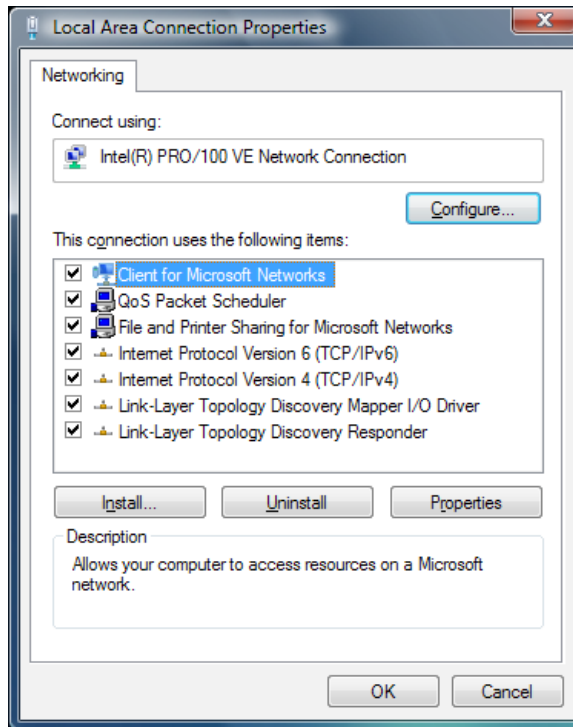 Local Area Connection Properties
Networking
Connect using:
Intel(R) PRO/100 VE Network Connection
Configure...
This connection uses the following items:
Client for Microsoft Networks
QoS Packet Scheduler
File and Printer Sharing for Microsoft Networks
Internet Protocol Version 6 (TCP/IPv6)
Internet Protocol Version 4 (TCP/IPv4)
Link-Layer Topology Discovery Mapper I/O Driver
Link-Layer Topology Discovery Responder
Install... Uninstall Properties
Description
Allows your computer to access resources on a Microsoft
network.
OK Cancel